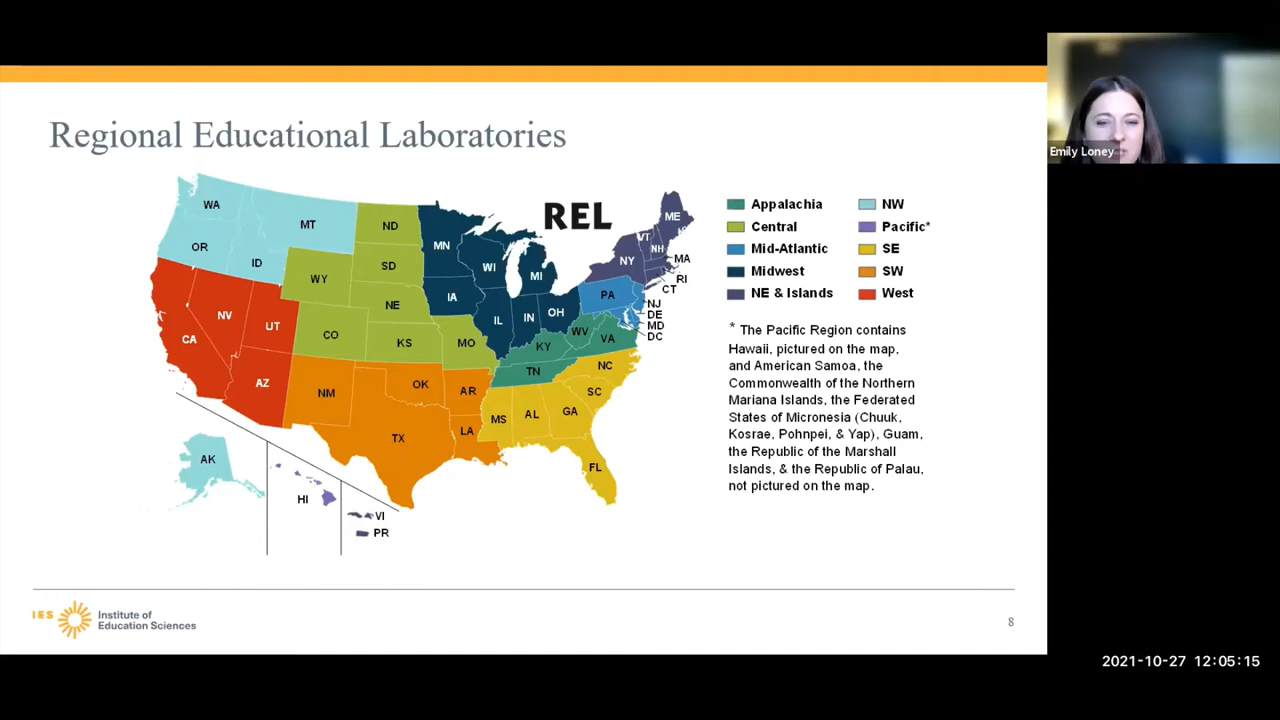 Regional Educational Laboratories
REL
WA
OR
ID
MT
WY
ND
SD
NE
CO
KS
MO
MN
IA
WI
IL
MI
IN
OH
CA
NV
UT
AZ
NM
OK
TX
AR
LA
KY
TN
WV
VA
MS
AL
GA
FL
SC
NC
PA
NJ
DE
MD
DC
NY
VT
NH
ME
MA
RI
CT
AK
HI
VI
PR
Appalachia
Central
Mid-Atlantic
Midwest
NE & Islands
NW
Pacific*
SE
SW
West
* The Pacific Region contains
Hawaii, pictured on the map,
and American Samoa, the
Commonwealth of the Northern
Mariana Islands, the Federated
States of Micronesia (Chuuk,
Kosrae, Pohnpei, & Yap), Guam,
the Republic of the Marshall
Islands, & the Republic of Palau,
not pictured on the map.
IES
Institute of
Education Sciences
8
Emily Loney
2021-10-27 12:05:15